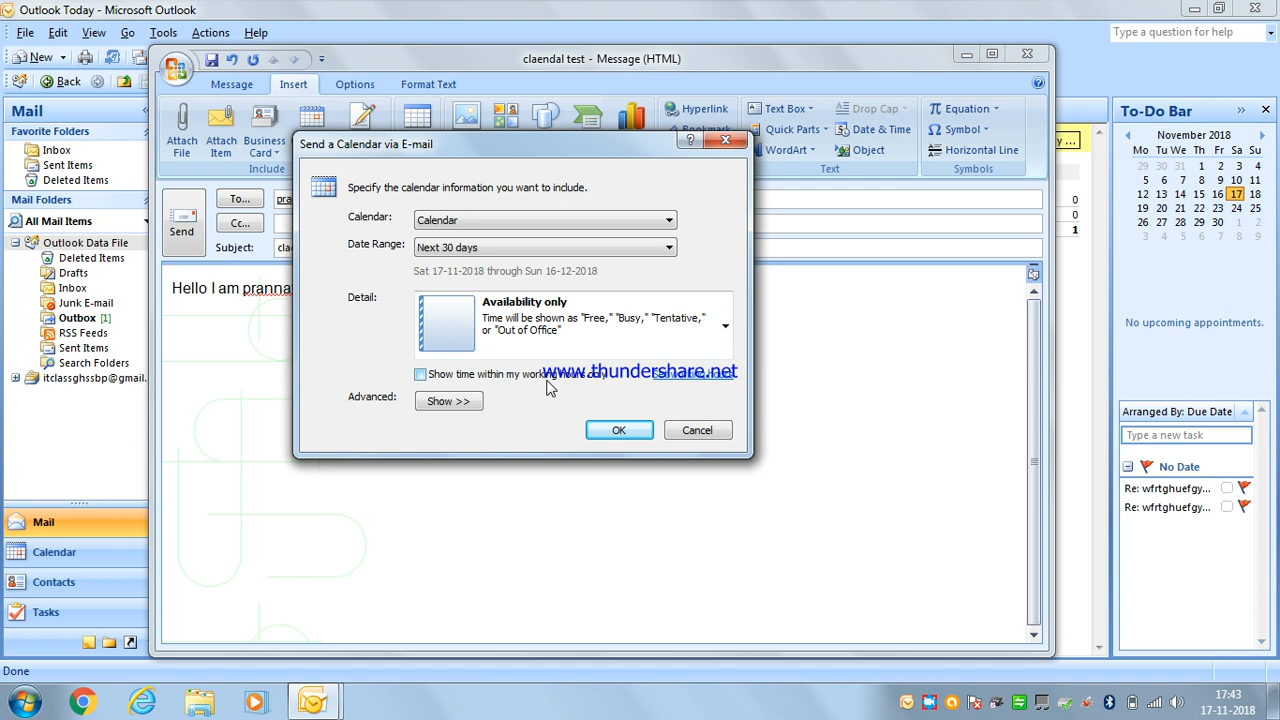 Outlook Today - Microsoft Outlook
File Edit View Go Tools Actions Help
Type a question for help
New
Back
claendal test - Message (HTML)
Message Insert Options Format Text
Attach File
Attach Item
Business Card
Include
Hyperlink
Bookmark
Text Box
Quick Parts
WordArt
Drop Cap
Date & Time
Object
Text
Equation
Symbol
Horizontal Line
Symbols
Mail
Favorite Folders
Inbox
Sent Items
Deleted Items
Mail Folders
All Mail Items
Outlook Data File
Deleted Items
Drafts
Inbox
Junk E-mail
Outbox [1]
RSS Feeds
Sent Items
Search Folders
itclassghssbp@gmail.
Mail
Calendar
Contacts
Tasks
Done
Send
To...
Cc...
Subject:
Hello I am pranna
Send a Calendar via E-mail
Specify the calendar information you want to include.
Calendar: Calendar
Date Range: Next 30 days
Sat 17-11-2018 through Sun 16-12-2018
Detail:
Availability only
Time will be shown as "Free," "Busy," "Tentative,"
or "Out of Office"
Show time within my working hours only
www.thundershare.net
Advanced: Show >>
OK Cancel
To-Do Bar
November 2018
Mo Tu We Th Fr Sa Su
29 30 31 1 2 3 4
5 6 7 8 9 10 11
12 13 14 15 16 17 18
19 20 21 22 23 24 25
26 27 28 29 30 1 2
3 4 5 6 7 8 9
No upcoming appointments.
Arranged By: Due Date
Type a new task
No Date
Re: wfrtghuefgy...
Re: wfrtghuefgy...
0
0
1
17:43
17-11-2018